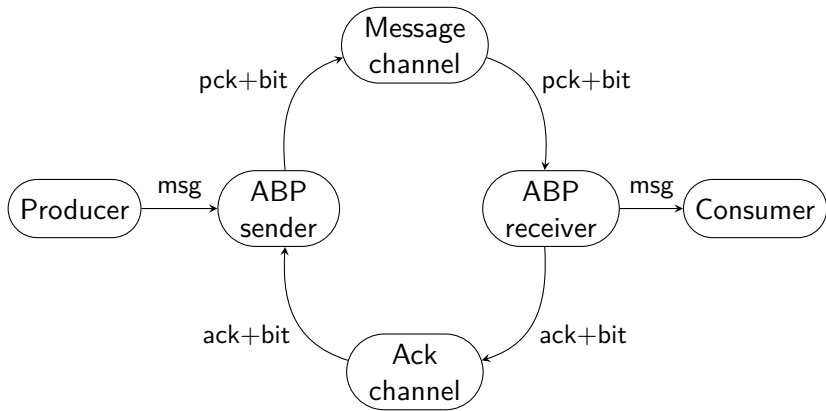 Message
channel
pck+bit
pck+bit
Producer
msg
ABP
sender
ABP
receiver
msg
Consumer
ack+bit
ack+bit
Ack
channel